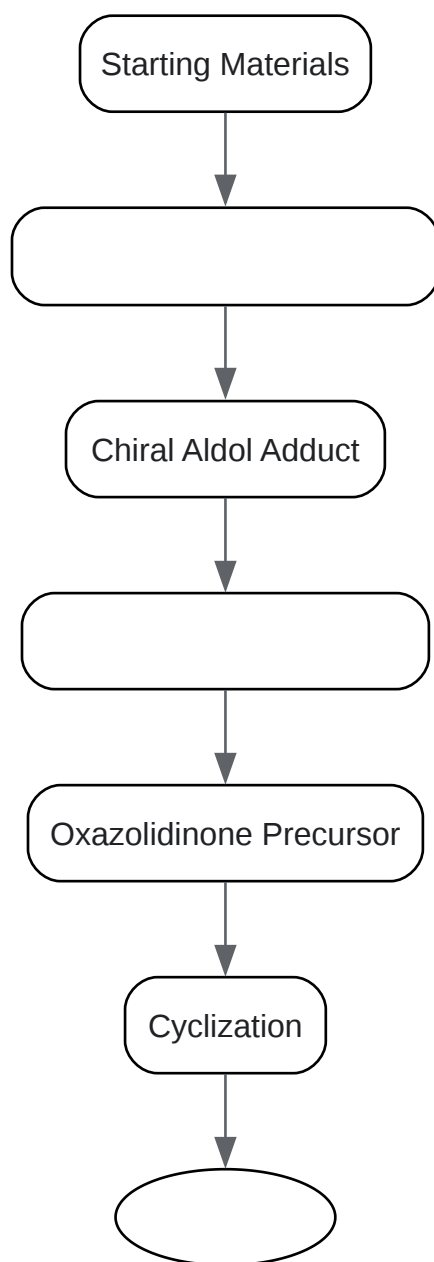 Starting Materials
Chiral Aldol Adduct
Oxazolidinone Precursor
Cyclization